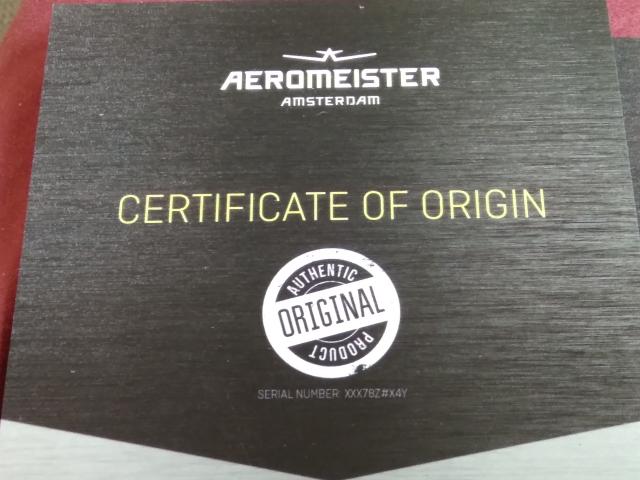 AEROMEISTER
AMSTERDAM
CERTIFICATE OF ORIGIN
AUTHENTIC
ORIGINAL
PRODUCT
SERIAL NUMBER: XXX78Z#X4Y